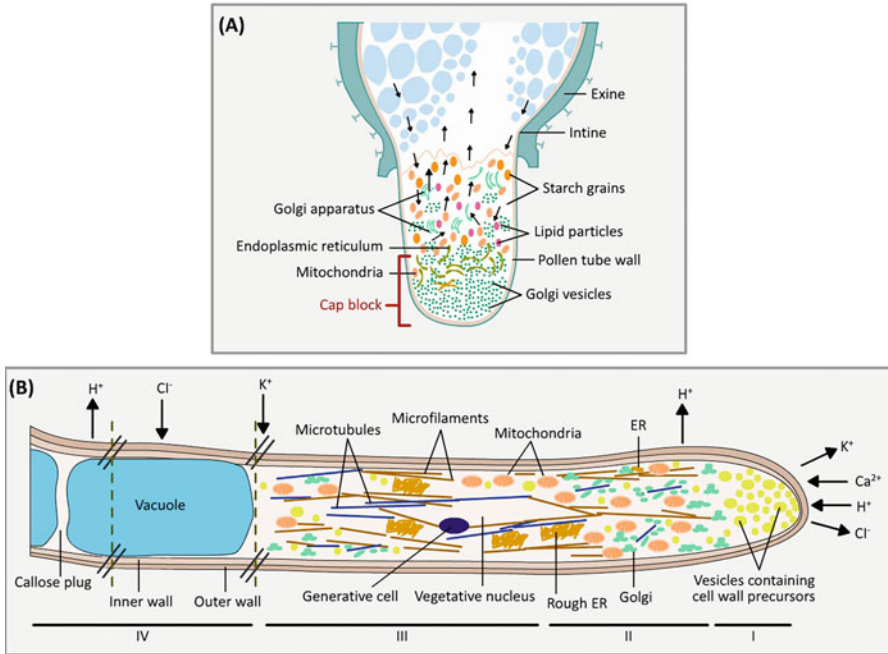 (A)
Exine
Intine
Starch grains
Golgi apparatus
Lipid particles
Endoplasmic reticulum
Pollen tube wall
Mitochondria
Golgi vesicles
Cap block
(B)
H⁺
Cl⁻
K⁺
H⁺
Microtubules
Microfilaments
Mitochondria
ER
K⁺
Ca²⁺
Vacuole
H⁺
Cl⁻
Callose plug
Inner wall
Outer wall
Generative cell
Vegetative nucleus
Rough ER
Golgi
Vesicles containing
cell wall precursors
IV
III
II
I